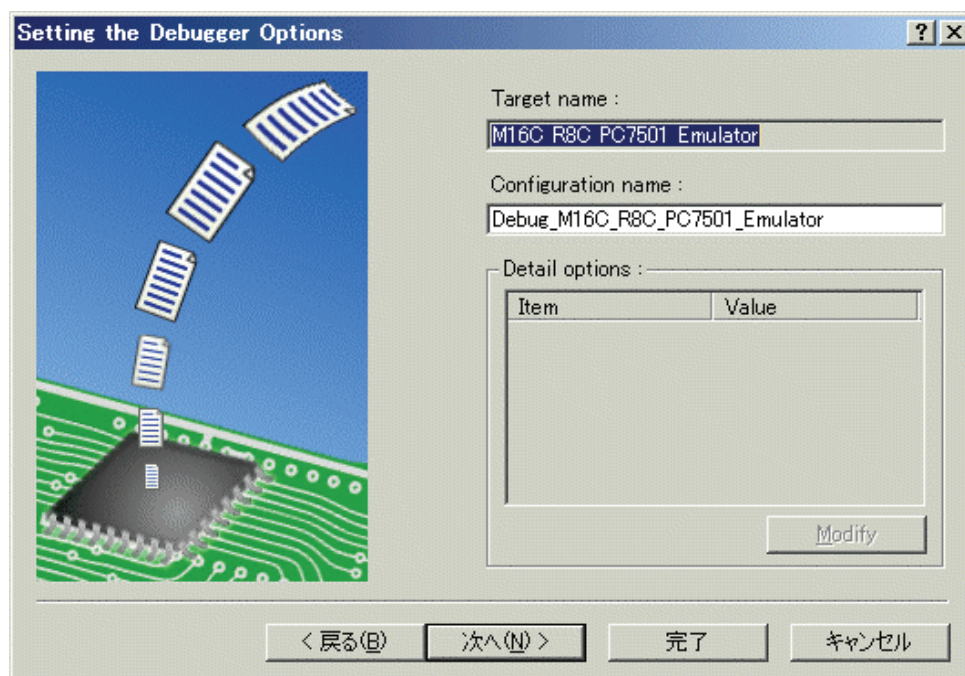 Setting the Debugger Options
Target name :
M16C R8C PC7501 Emulator
Configuration name :
Debug_M16C_R8C_PC7501_Emulator
Detail options :
Item Value
Modify
< 戻る(B) 次へ(N) > 完了 キャンセル